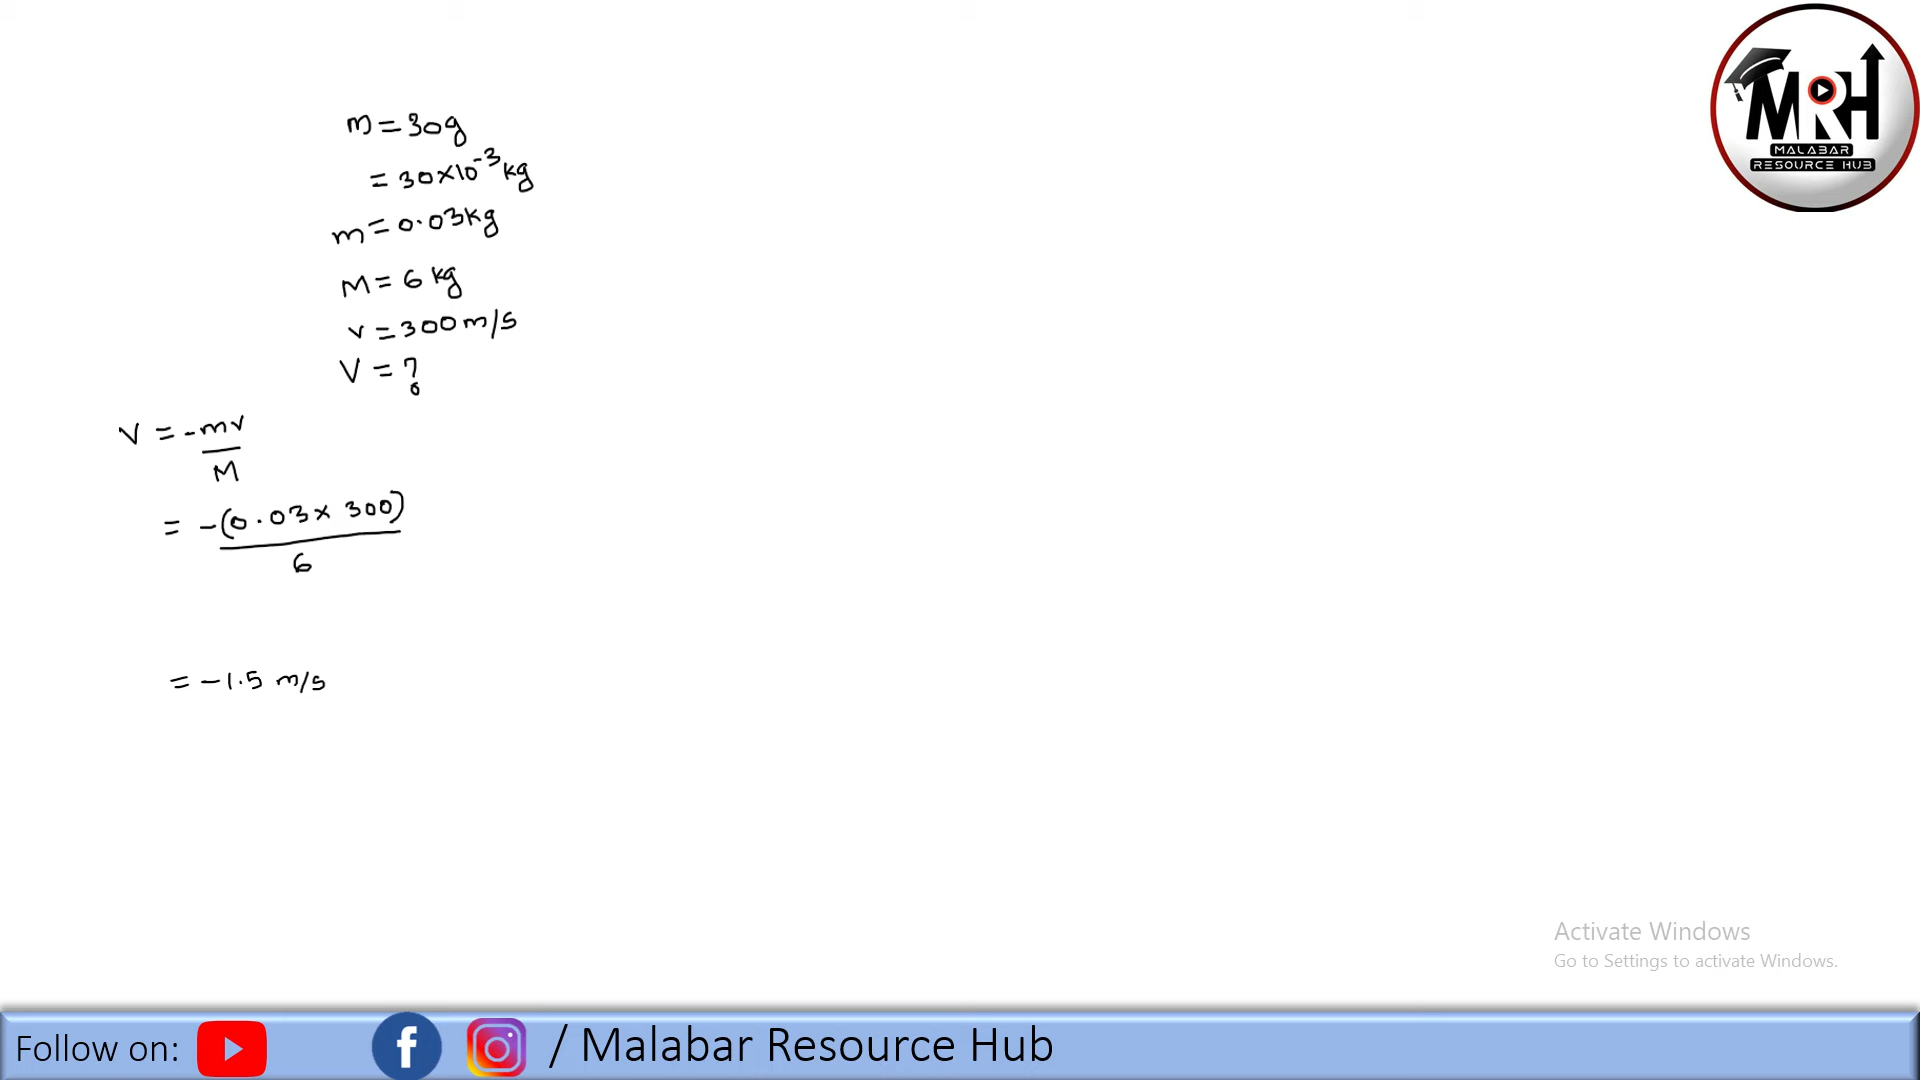 m = 30g
= 30×10⁻³ kg
m = 0.03kg
M = 6 kg
v = 300 m/s
V = ?
V = -mv
M
= -(0.03 × 300)
6
= -1.5 m/s
MRH
MALABAR
RESOURCE HUB
Activate Windows
Go to Settings to activate Windows.
Follow on: f / Malabar Resource Hub